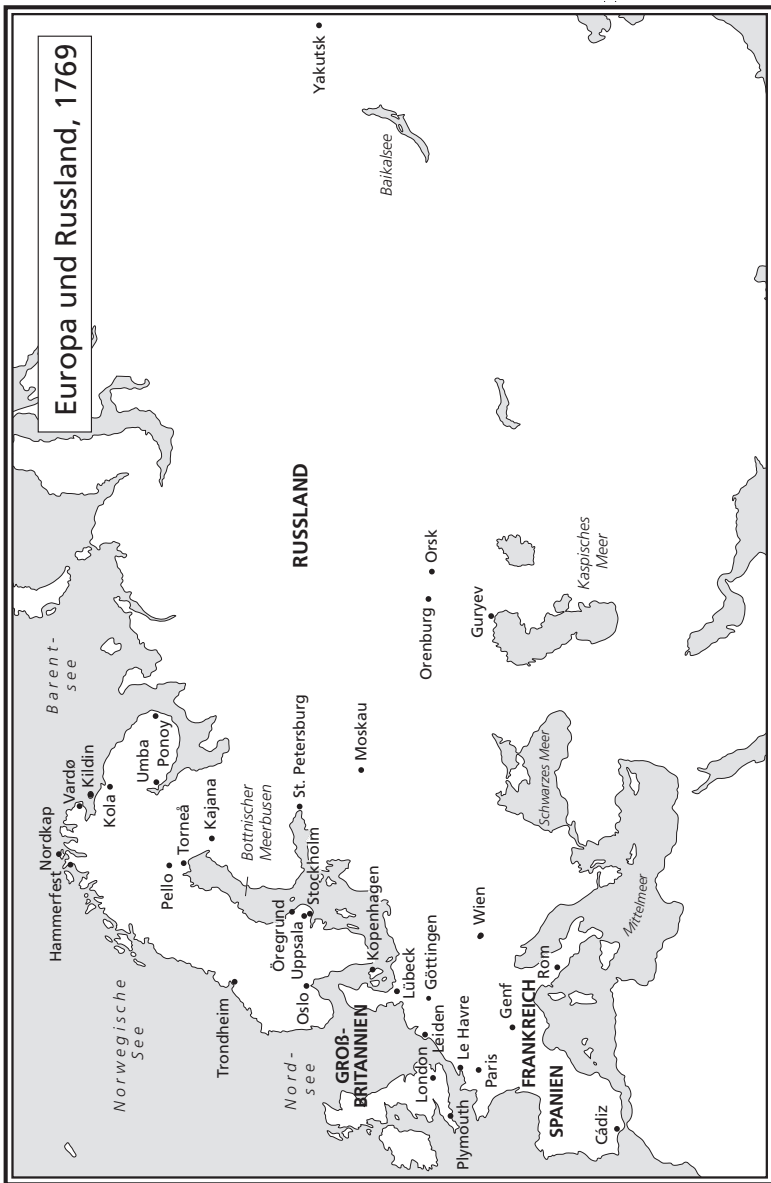 Europa und Russland, 1769
Barent-
see
Norwegische
See
Nordkap
Hammerfest
Vardø
Kildin
Kola
Umba
Ponoy
Pello
Torneå
Kajana
Trondheim
Bottnischer
Meerbusen
Öregrund
Uppsala
Stockholm
Oslo
St. Petersburg
Nord-
see
RUSSLAND
Yakutsk
Baikalsee
Moskau
Kopenhagen
GROß-
BRITANNIEN
Lübeck
Göttingen
Leiden
London
Plymouth
Le Havre
Paris
Wien
Orenburg
Orsk
Guryev
Genf
FRANKREICH
SPANIEN
Rom
Cádiz
Schwarzes Meer
Kaspisches
Meer
Mittelmeer